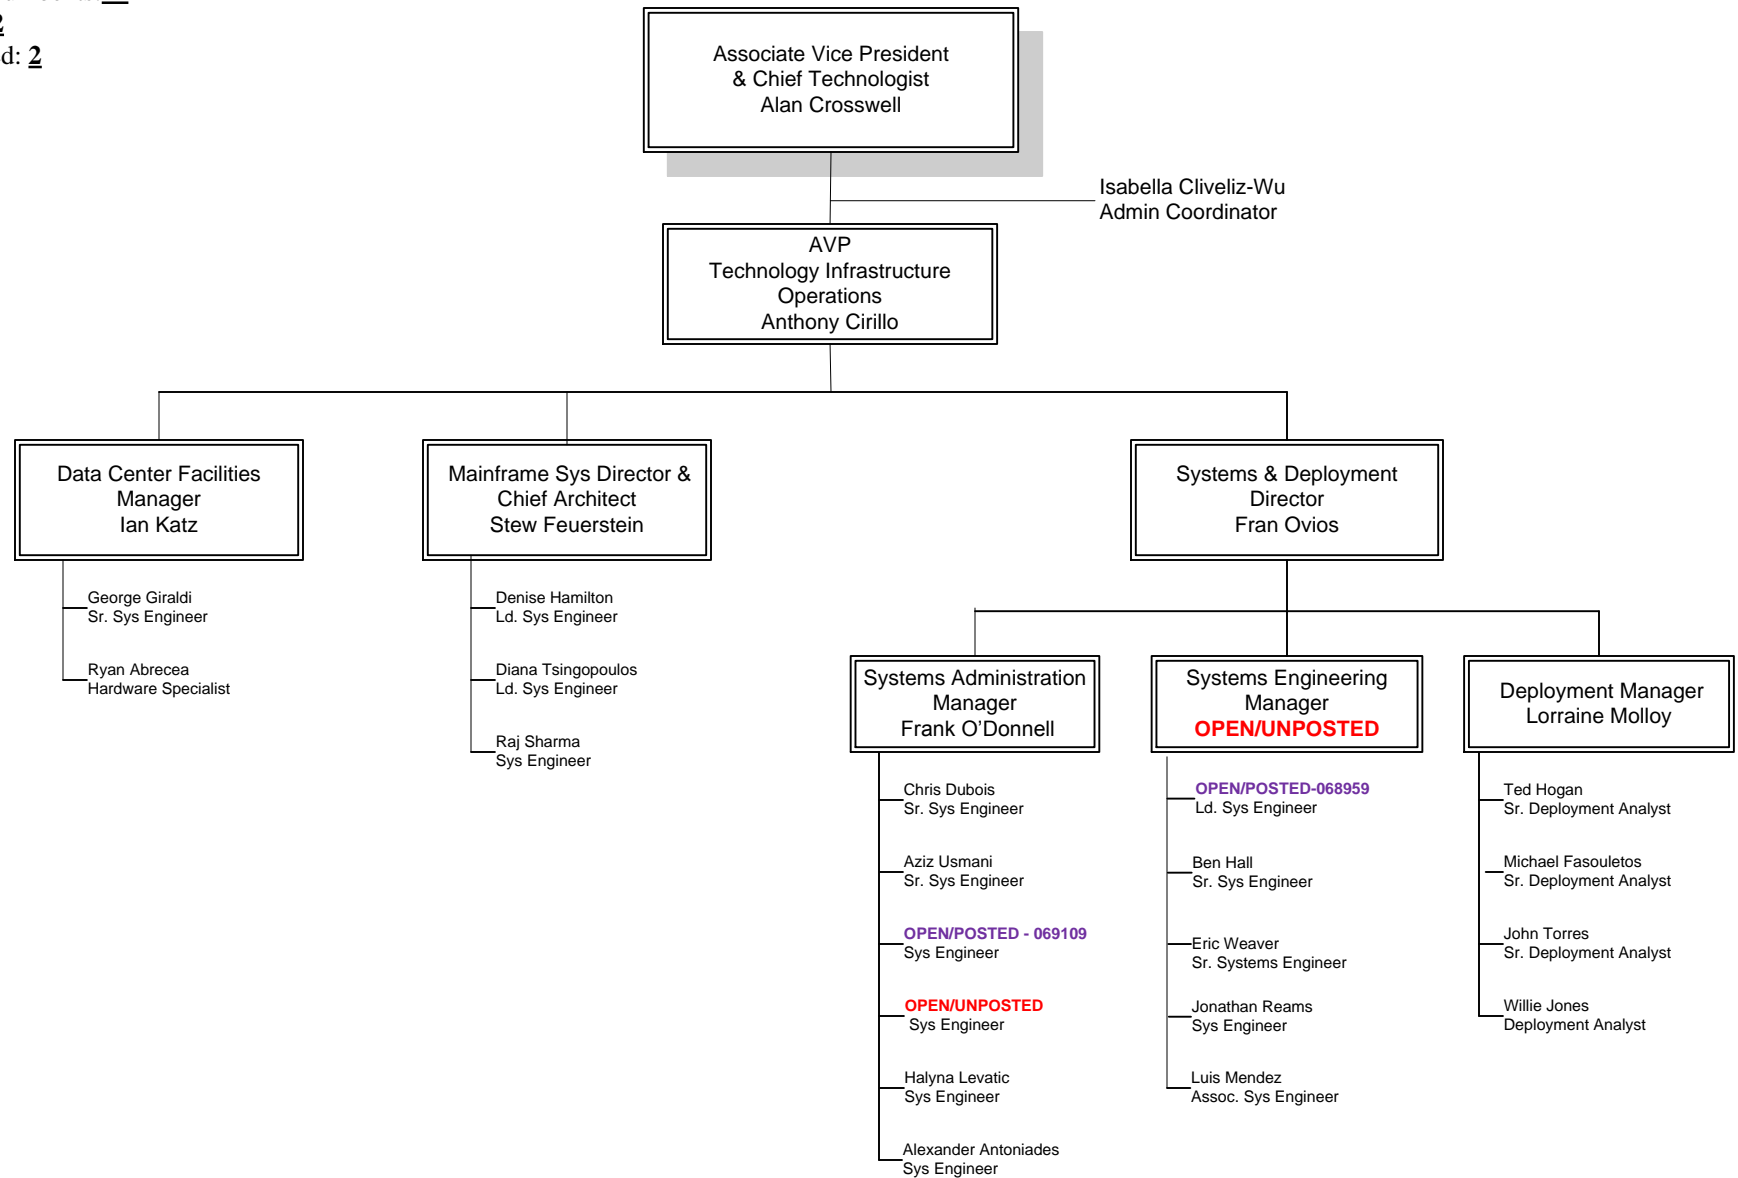 2
d: 2
Associate Vice President
& Chief Technologist
Alan Crosswell
Isabella Cliveliz-Wu
Admin Coordinator
AVP
Technology Infrastructure
Operations
Anthony Cirillo
Data Center Facilities
Manager
Ian Katz
Mainframe Sys Director &
Chief Architect
Stew Feuerstein
Systems & Deployment
Director
Fran Ovios
George Giraldi
Sr. Sys Engineer
Ryan Abrecea
Hardware Specialist
Denise Hamilton
Ld. Sys Engineer
Diana Tsingopoulos
Ld. Sys Engineer
Raj Sharma
Sys Engineer
Systems Administration
Manager
Frank O’Donnell
Systems Engineering
Manager
OPEN/UNPOSTED
Deployment Manager
Lorraine Molloy
Chris Dubois
Sr. Sys Engineer
Aziz Usmani
Sr. Sys Engineer
OPEN/POSTED - 069109
Sys Engineer
OPEN/UNPOSTED
Sys Engineer
Halyna Levatic
Sys Engineer
Alexander Antoniades
Sys Engineer
OPEN/POSTED-068959
Ld. Sys Engineer
Ben Hall
Sr. Sys Engineer
Eric Weaver
Sr. Systems Engineer
Jonathan Reams
Sys Engineer
Luis Mendez
Assoc. Sys Engineer
Ted Hogan
Sr. Deployment Analyst
Michael Fasouletos
Sr. Deployment Analyst
John Torres
Sr. Deployment Analyst
Willie Jones
Deployment Analyst